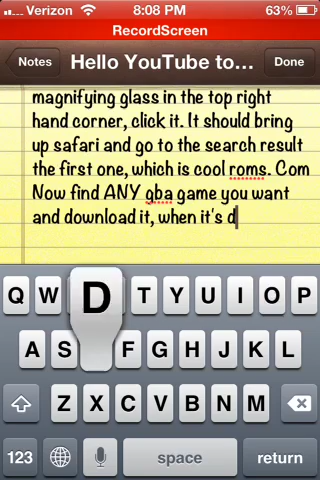 Verizon 8:08 PM 63%
RecordScreen
Notes Hello YouTube to... Done
magnifying glass in the top right
hand corner, click it. It should bring
up safari and go to the search result
the first one, which is cool roms. Com
Now find ANY gba game you want
and download it, when it's d
Q W D T Y U I O P
A S F G H J K L
Z X C V B N M
123 space return